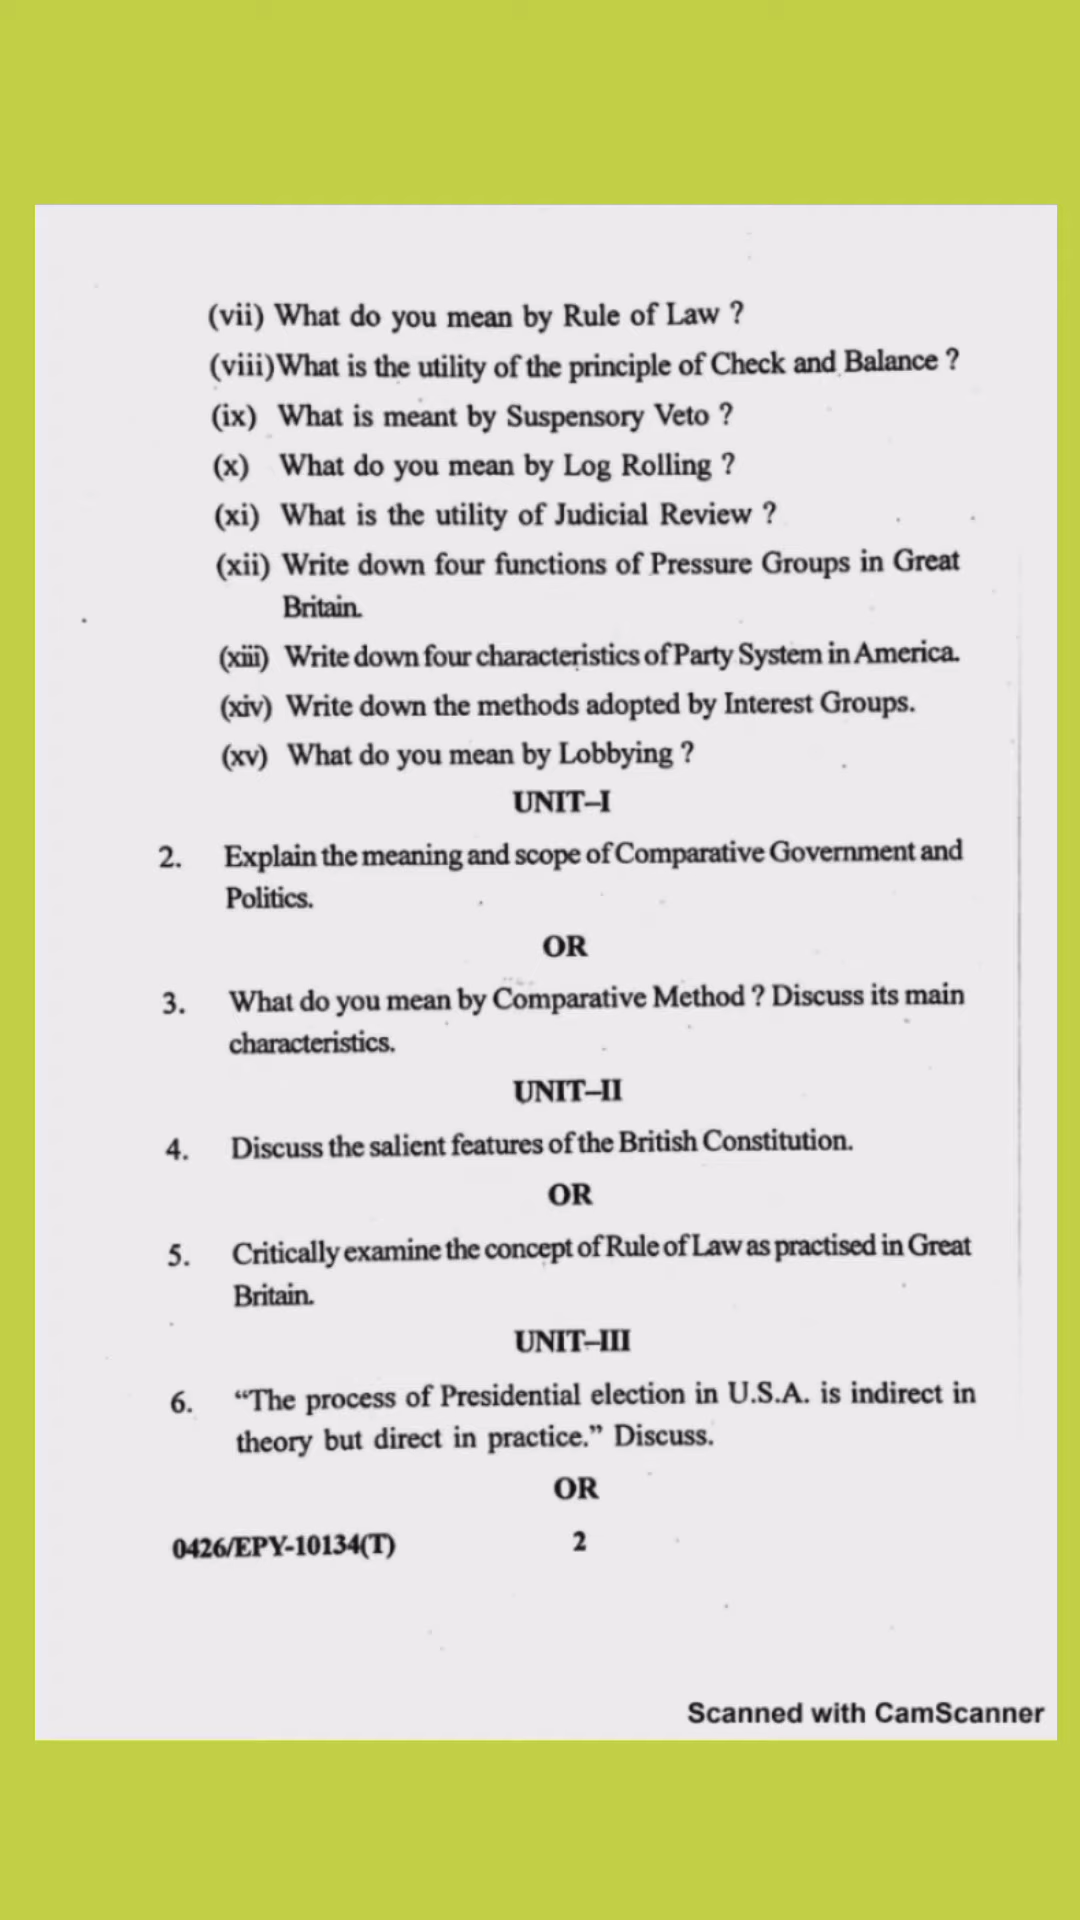 (vii) What do you mean by Rule of Law ?
(viii) What is the utility of the principle of Check and Balance ?
(ix) What is meant by Suspensory Veto ?
(x) What do you mean by Log Rolling ?
(xi) What is the utility of Judicial Review ?
(xii) Write down four functions of Pressure Groups in Great
Britain.
(xiii) Write down four characteristics of Party System in America.
(xiv) Write down the methods adopted by Interest Groups.
(xv) What do you mean by Lobbying ?
UNIT–I
2. Explain the meaning and scope of Comparative Government and
Politics.
OR
3. What do you mean by Comparative Method ? Discuss its main
characteristics.
UNIT–II
4. Discuss the salient features of the British Constitution.
OR
5. Critically examine the concept of Rule of Law as practised in Great
Britain.
UNIT–III
6. “The process of Presidential election in U.S.A. is indirect in
theory but direct in practice.” Discuss.
OR
0426/EPY-10134(T) 2
Scanned with CamScanner